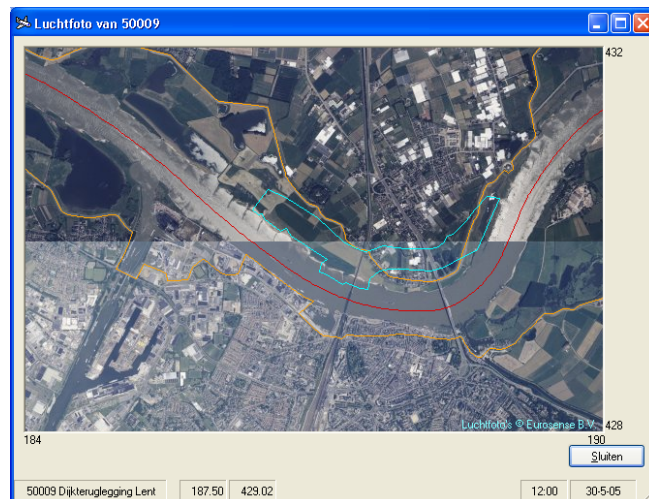 Luchtfoto van 50009
432
Luchtfoto's © Eurosense B.V.
428
184
190
Sluiten
50009 Dijkteruglegging Lent
187.50
429.02
12:00
30-5-05